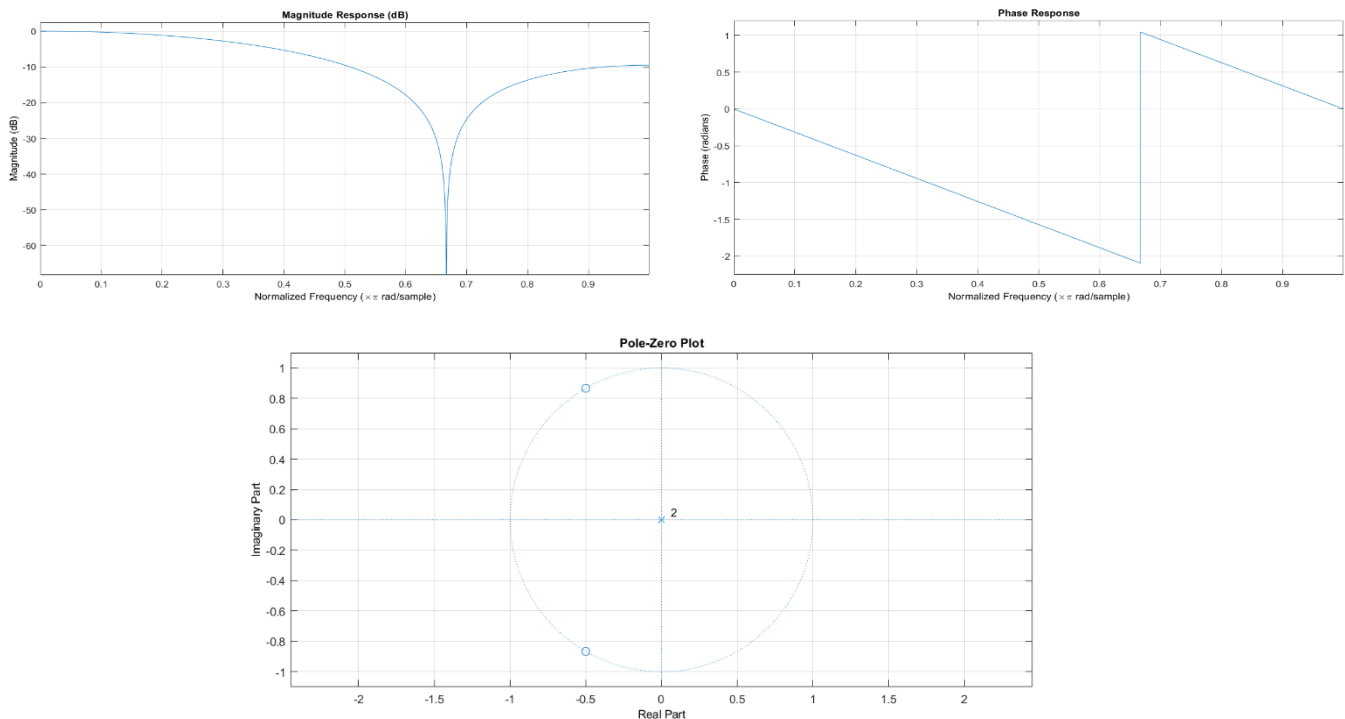 Magnitude Response (dB)
0
-10
-20
-30
-40
-50
-60
Magnitude (dB)
0 0.1 0.2 0.3 0.4 0.5 0.6 0.7 0.8 0.9
Normalized Frequency (×π rad/sample)
Phase Response
1
0.5
0
-0.5
-1
-1.5
-2
Phase (radians)
0 0.1 0.2 0.3 0.4 0.5 0.6 0.7 0.8 0.9
Normalized Frequency (×π rad/sample)
Pole-Zero Plot
1
0.8
0.6
0.4
0.2
0
-0.2
-0.4
-0.6
-0.8
-1
Imaginary Part
2
-2 -1.5 -1 -0.5 0 0.5 1 1.5 2
Real Part